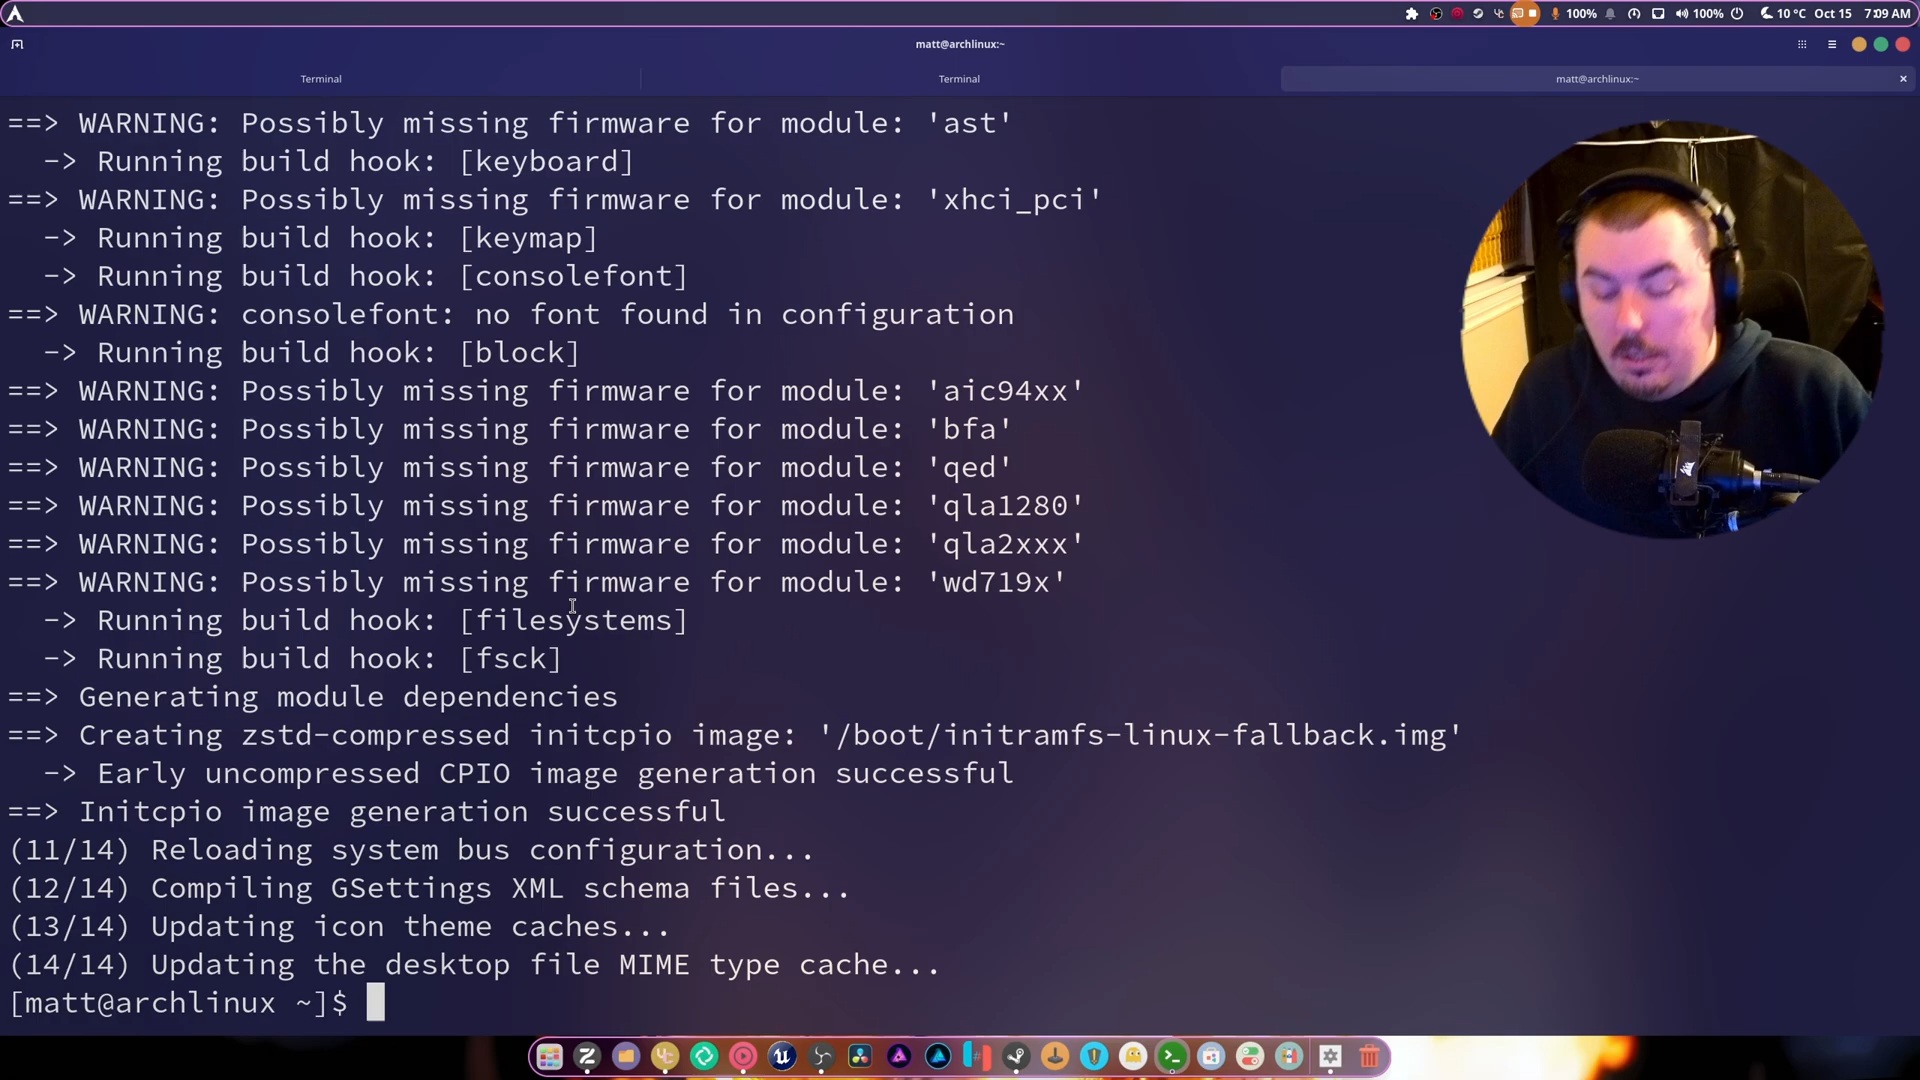 100%
100%
10 °C
Oct 15
7:09 AM
matt@archlinux:~
Terminal
Terminal
matt@archlinux:~
==> WARNING: Possibly missing firmware for module: 'ast'
-> Running build hook: [keyboard]
==> WARNING: Possibly missing firmware for module: 'xhci_pci'
-> Running build hook: [keymap]
-> Running build hook: [consolefont]
==> WARNING: consolefont: no font found in configuration
-> Running build hook: [block]
==> WARNING: Possibly missing firmware for module: 'aic94xx'
==> WARNING: Possibly missing firmware for module: 'bfa'
==> WARNING: Possibly missing firmware for module: 'qed'
==> WARNING: Possibly missing firmware for module: 'qla1280'
==> WARNING: Possibly missing firmware for module: 'qla2xxx'
==> WARNING: Possibly missing firmware for module: 'wd719x'
-> Running build hook: [filesystems]
-> Running build hook: [fsck]
==> Generating module dependencies
==> Creating zstd-compressed initcpio image: '/boot/initramfs-linux-fallback.img'
-> Early uncompressed CPIO image generation successful
==> Initcpio image generation successful
(11/14) Reloading system bus configuration...
(12/14) Compiling GSettings XML schema files...
(13/14) Updating icon theme caches...
(14/14) Updating the desktop file MIME type cache...
[matt@archlinux ~]$